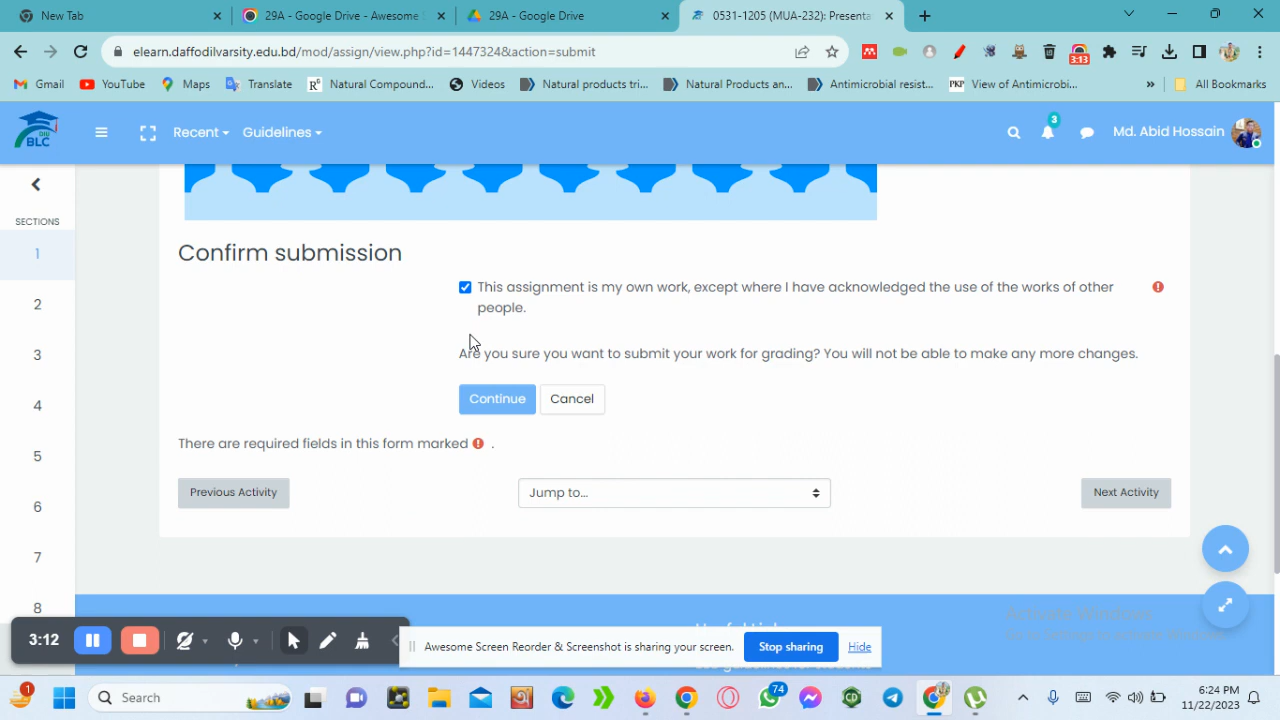 New Tab
29A - Google Drive - Awesome
29A - Google Drive
0531-1205 (MUA-232): Presenta
elearn.daffodilvarsity.edu.bd/mod/assign/view.php?id=1447324&action=submit
3:13
Gmail
YouTube
Maps
Translate
Natural Compound...
Videos
Natural products tri...
Natural Products an...
Antimicrobial resist...
PKP
View of Antimicrobi...
»
All Bookmarks
DIU
BLC
Recent
Guidelines
3
Md. Abid Hossain
SECTIONS
1
2
3
4
5
6
7
8
Confirm submission
This assignment is my own work, except where I have acknowledged the use of the works of other
people.
Are you sure you want to submit your work for grading? You will not be able to make any more changes.
Continue
Cancel
There are required fields in this form marked .
Previous Activity
Jump to...
Next Activity
Activate Windows
3:12
Awesome Screen Reorder & Screenshot is sharing your screen.
Stop sharing
Hide
1
Search
74
6:24 PM
11/22/2023